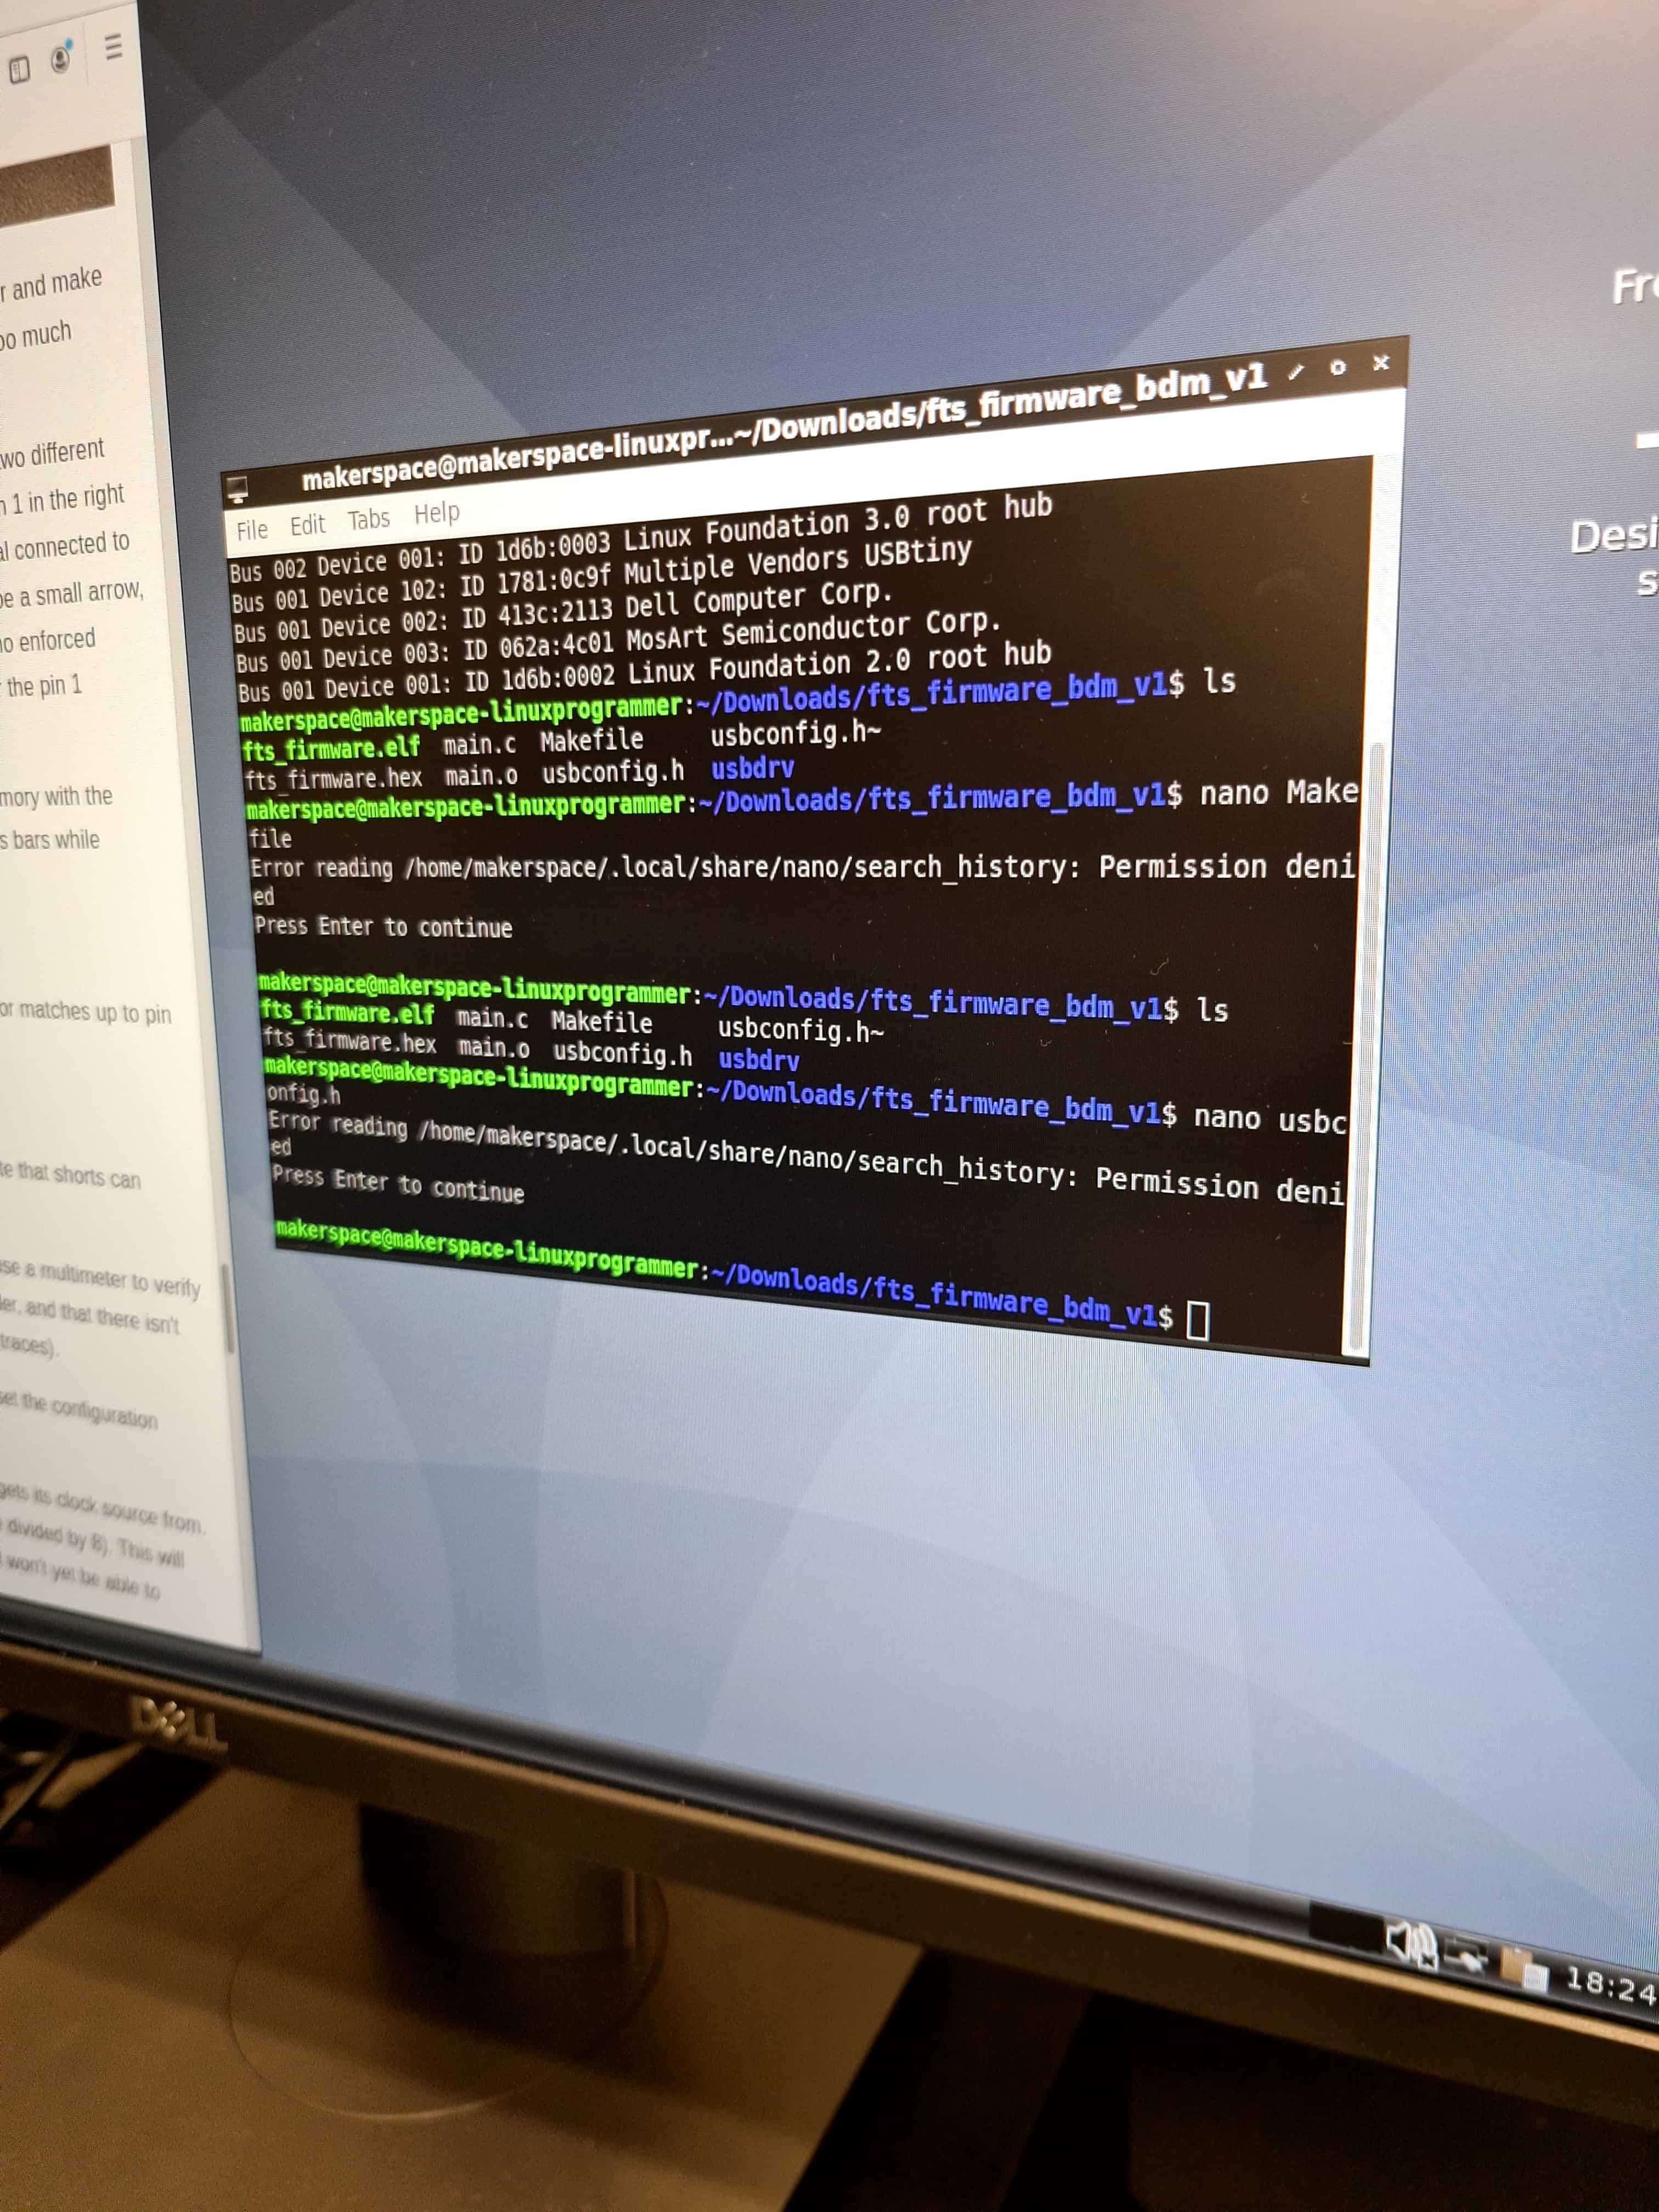 r and make
oo much
wo different
n 1 in the right
al connected to
be a small arrow,
no enforced
the pin 1
mory with the
s bars while
or matches up to pin
te that shorts can
se a multimeter to verify
ler, and that there isn't
traces).
set the configuration
gets its clock source from.
divided by 8). This will
won't yet be able to
makerspace@makerspace-linuxpr...~/Downloads/fts_firmware_bdm_v1
File Edit Tabs Help
Bus 002 Device 001: ID 1d6b:0003 Linux Foundation 3.0 root hub
Bus 001 Device 102: ID 1781:0c9f Multiple Vendors USBtiny
Bus 001 Device 002: ID 413c:2113 Dell Computer Corp.
Bus 001 Device 003: ID 062a:4c01 MosArt Semiconductor Corp.
Bus 001 Device 001: ID 1d6b:0002 Linux Foundation 2.0 root hub
makerspace@makerspace-linuxprogrammer:~/Downloads/fts_firmware_bdm_v1$ ls
fts_firmware.elf main.c Makefile usbconfig.h~
fts_firmware.hex main.o usbconfig.h usbdrv
makerspace@makerspace-linuxprogrammer:~/Downloads/fts_firmware_bdm_v1$ nano Make
file
Error reading /home/makerspace/.local/share/nano/search_history: Permission deni
ed
Press Enter to continue
makerspace@makerspace-linuxprogrammer:~/Downloads/fts_firmware_bdm_v1$ ls
fts_firmware.elf main.c Makefile usbconfig.h~
fts_firmware.hex main.o usbconfig.h usbdrv
makerspace@makerspace-linuxprogrammer:~/Downloads/fts_firmware_bdm_v1$ nano usbc
onfig.h
Error reading /home/makerspace/.local/share/nano/search_history: Permission deni
ed
Press Enter to continue
makerspace@makerspace-linuxprogrammer:~/Downloads/fts_firmware_bdm_v1$
Fr
Desi
s
18:24
DELL